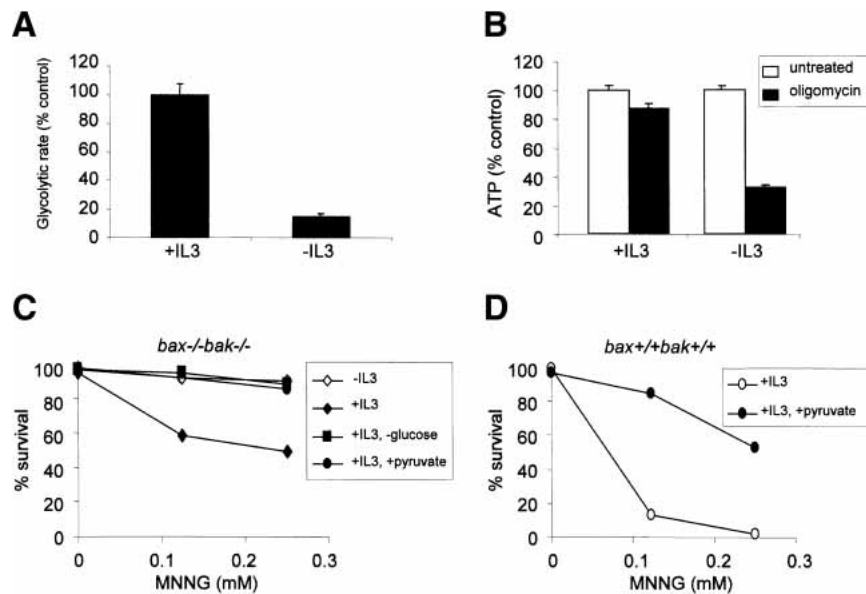 A
Glycolytic rate (% control)
120
100
80
60
40
20
0
+IL3
-IL3
B
ATP (% control)
120
100
80
60
40
20
0
+IL3
-IL3
untreated
oligomycin
C
bax-/-bak-/-
% survival
100
80
60
40
20
0
0
0.1
0.2
0.3
MNNG (mM)
-IL3
+IL3
+IL3, -glucose
+IL3, +pyruvate
D
bax+/+bak+/+
% survival
100
80
60
40
20
0
0
0.1
0.2
0.3
MNNG (mM)
+IL3
+IL3, +pyruvate